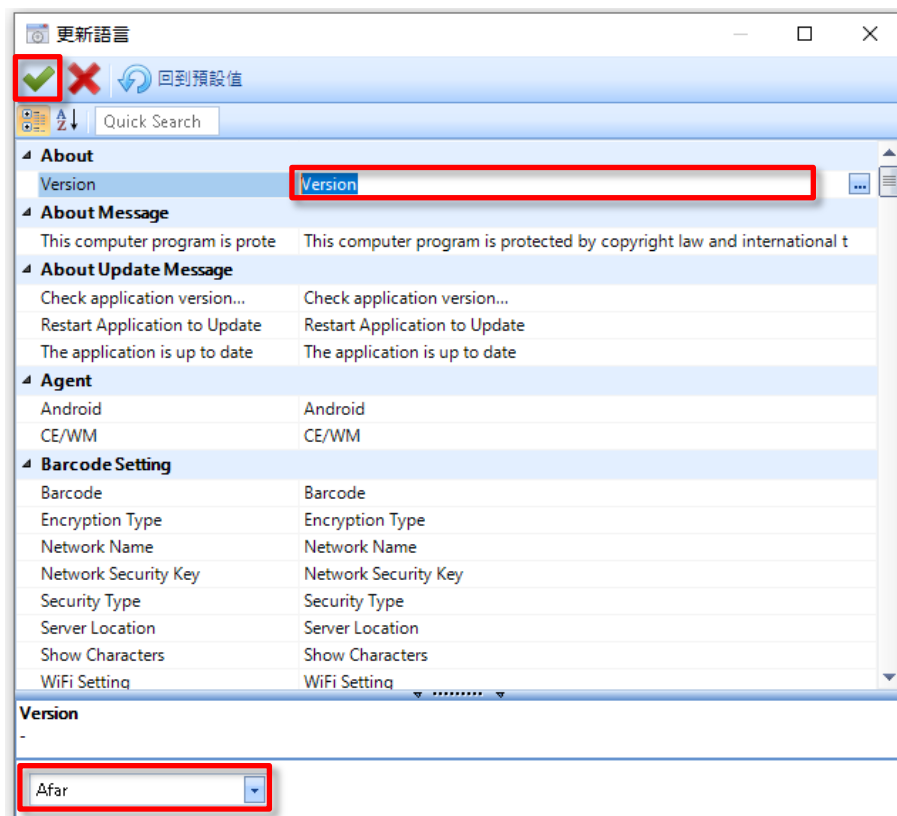 更新語言
回到預設值
Quick Search
About
Version Version
About Message
This computer program is prote This computer program is protected by copyright law and international t
About Update Message
Check application version... Check application version...
Restart Application to Update Restart Application to Update
The application is up to date The application is up to date
Agent
Android Android
CE/WM CE/WM
Barcode Setting
Barcode Barcode
Encryption Type Encryption Type
Network Name Network Name
Network Security Key Network Security Key
Security Type Security Type
Server Location Server Location
Show Characters Show Characters
WiFi Setting WiFi Setting
Version
-
Afar